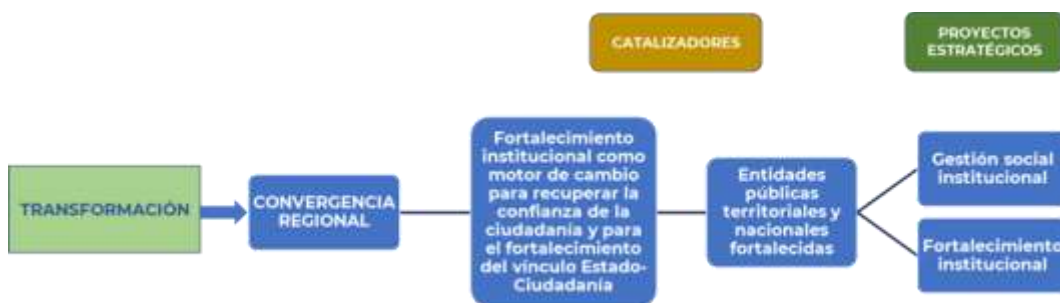 CATALIZADORES
PROYECTOS
ESTRATÉGICOS
TRANSFORMACIÓN
CONVERGENCIA
REGIONAL
Fortalecimiento
institucional como
motor de cambio
para recuperar la
confianza de la
ciudadanía y para
el fortalecimiento
del vínculo Estado-
Ciudadanía
Entidades
públicas
territoriales y
nacionales
fortalecidas
Gestión social
institucional
Fortalecimiento
institucional